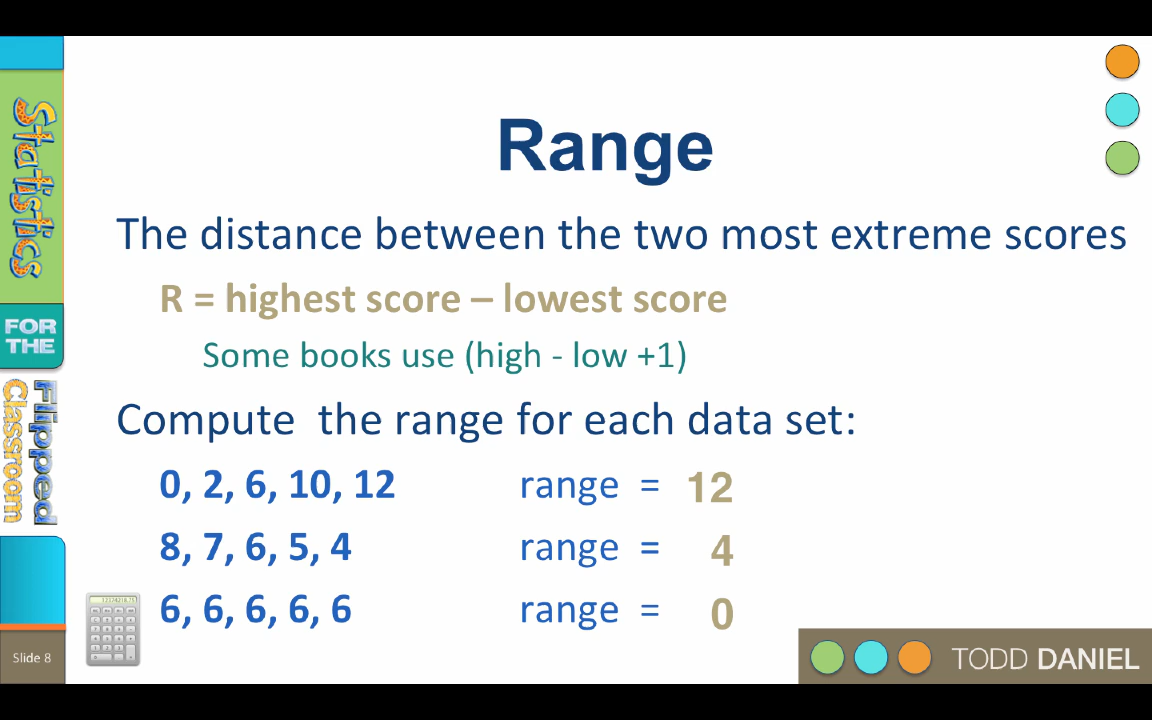 Statistics
FOR
THE
Flipped
Classroom
Slide 8
Range
The distance between the two most extreme scores
R = highest score – lowest score
Some books use (high - low +1)
Compute the range for each data set:
0, 2, 6, 10, 12 range = 12
8, 7, 6, 5, 4 range = 4
6, 6, 6, 6, 6 range = 0
TODD DANIEL